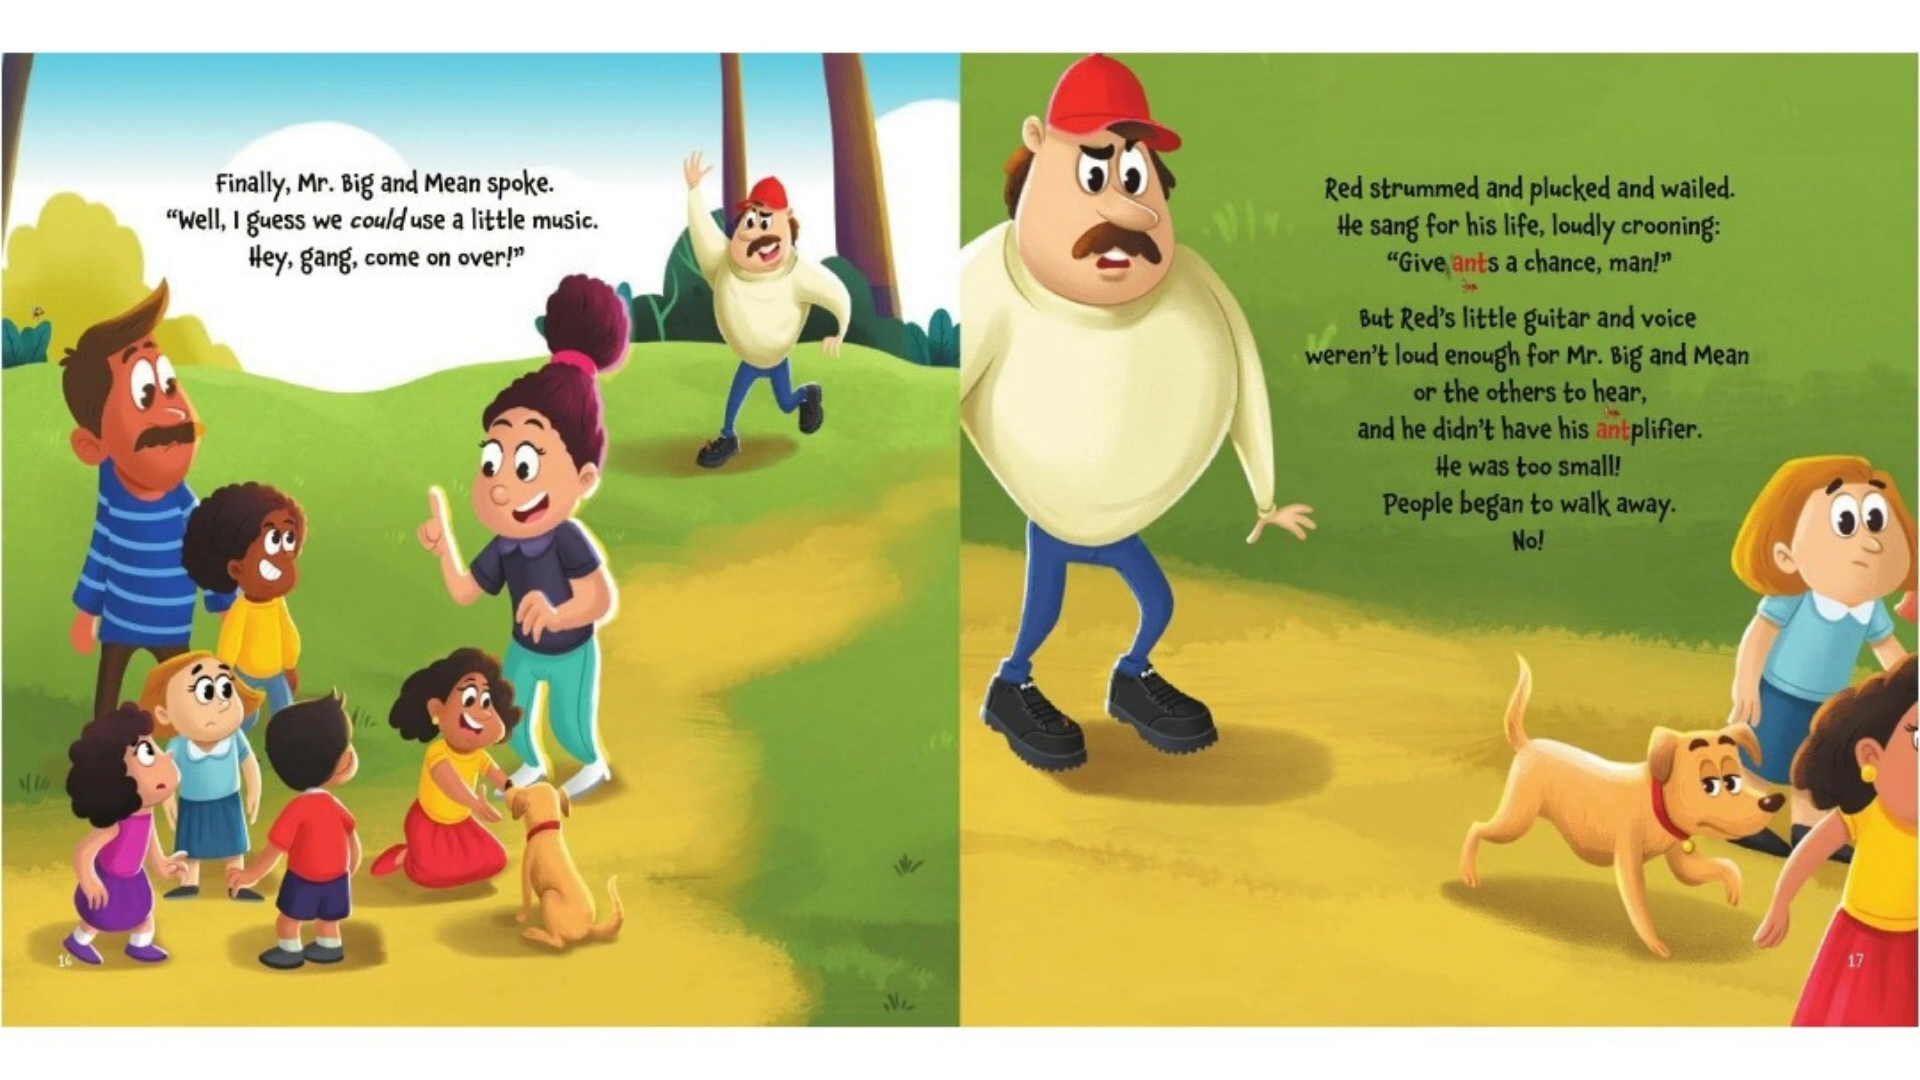 Finally, Mr. Big and Mean spoke.
“Well, I guess we could use a little music.
Hey, gang, come on over!”
16
Red strummed and plucked and wailed.
He sang for his life, loudly crooning:
“Give ants a chance, man!”
But Red’s little guitar and voice
weren’t loud enough for Mr. Big and Mean
or the others to hear,
and he didn’t have his antplifier.
He was too small!
People began to walk away.
No!
17